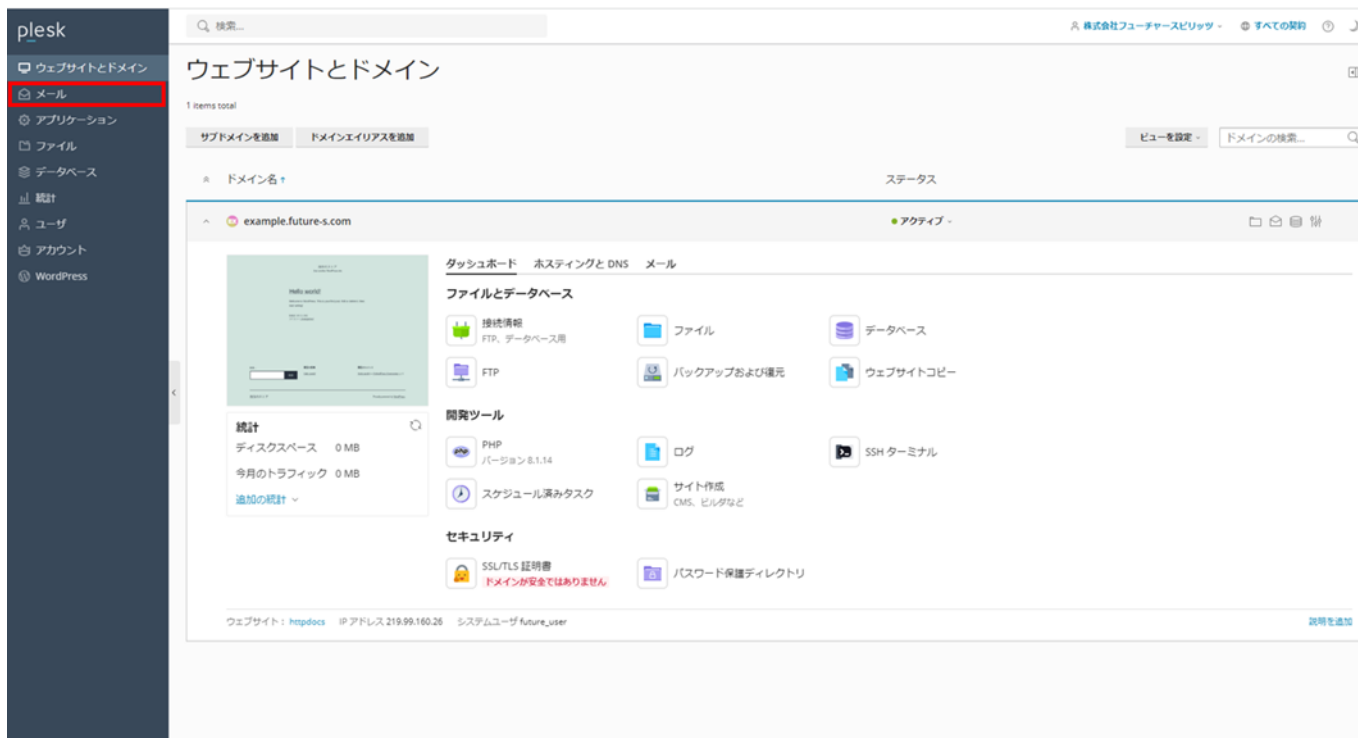 plesk
検索...
株式会社フューチャースピリッツ
すべての契約
ウェブサイトとドメイン
メール
アプリケーション
ファイル
データベース
統計
ユーザ
アカウント
WordPress
ウェブサイトとドメイン
1 items total
サブドメインを追加 ドメインエイリアスを追加
ビューを設定
ドメインの検索...
ドメイン名↑ ステータス
example.future-s.com アクティブ
Hello world!
ダッシュボード ホスティングと DNS メール
ファイルとデータベース
接続情報
FTP、データベース用
ファイル
データベース
FTP
バックアップおよび復元
ウェブサイトコピー
統計
ディスクスペース 0 MB
今月のトラフィック 0 MB
追加の統計
開発ツール
PHP
バージョン 8.1.14
ログ
SSH ターミナル
スケジュール済みタスク
サイト作成
CMS、ビルダなど
セキュリティ
SSL/TLS 証明書
ドメインが安全ではありません
パスワード保護ディレクトリ
ウェブサイト： httpdocs IP アドレス 219.99.160.26 システムユーザ future_user
説明を追加